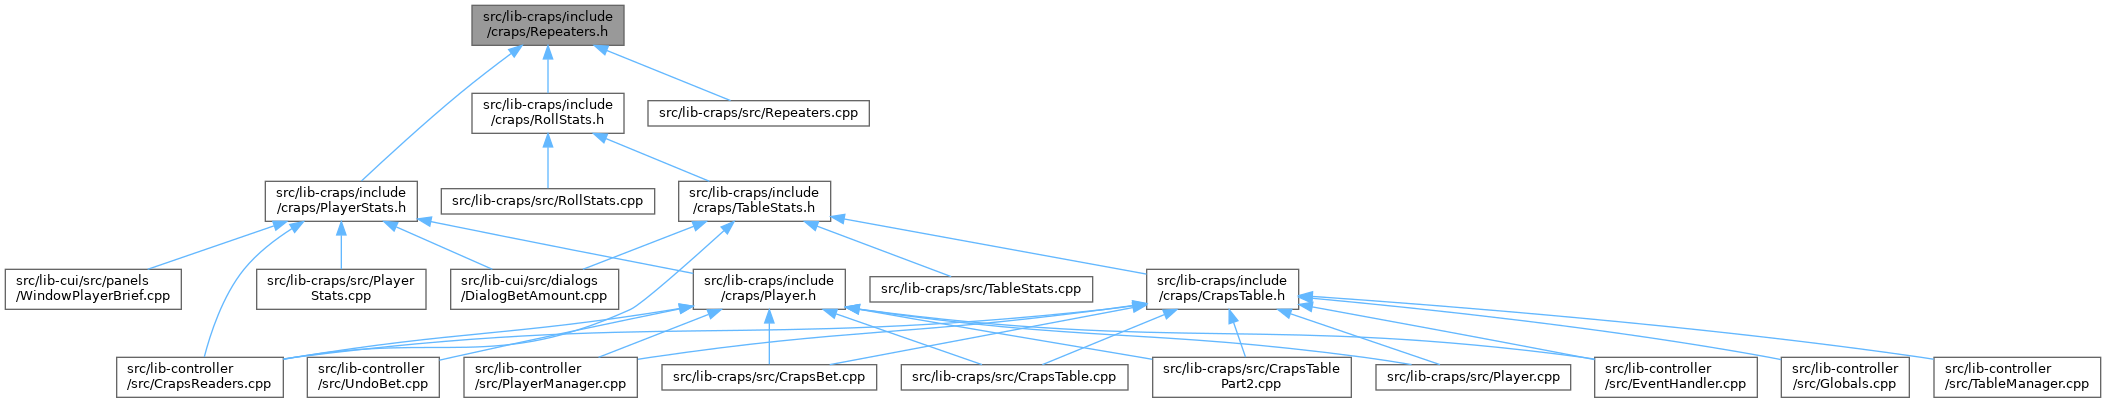 src/lib-craps/include
/craps/Repeaters.h
src/lib-craps/include
/craps/RollStats.h
src/lib-craps/src/Repeaters.cpp
src/lib-craps/include
/craps/PlayerStats.h
src/lib-craps/src/RollStats.cpp
src/lib-craps/include
/craps/TableStats.h
src/lib-cui/src/panels
/WindowPlayerBrief.cpp
src/lib-craps/src/Player
Stats.cpp
src/lib-cui/src/dialogs
/DialogBetAmount.cpp
src/lib-craps/include
/craps/Player.h
src/lib-craps/src/TableStats.cpp
src/lib-craps/include
/craps/CrapsTable.h
src/lib-controller
/src/CrapsReaders.cpp
src/lib-controller
/src/UndoBet.cpp
src/lib-controller
/src/PlayerManager.cpp
src/lib-craps/src/CrapsBet.cpp
src/lib-craps/src/CrapsTable.cpp
src/lib-craps/src/CrapsTable
Part2.cpp
src/lib-craps/src/Player.cpp
src/lib-controller
/src/EventHandler.cpp
src/lib-controller
/src/Globals.cpp
src/lib-controller
/src/TableManager.cpp